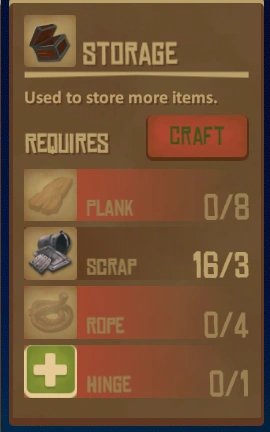 STORAGE
Used to store more items.
REQUIRES CRAFT
PLANK 0/8
SCRAP 16/3
ROPE 0/4
HINGE 0/1